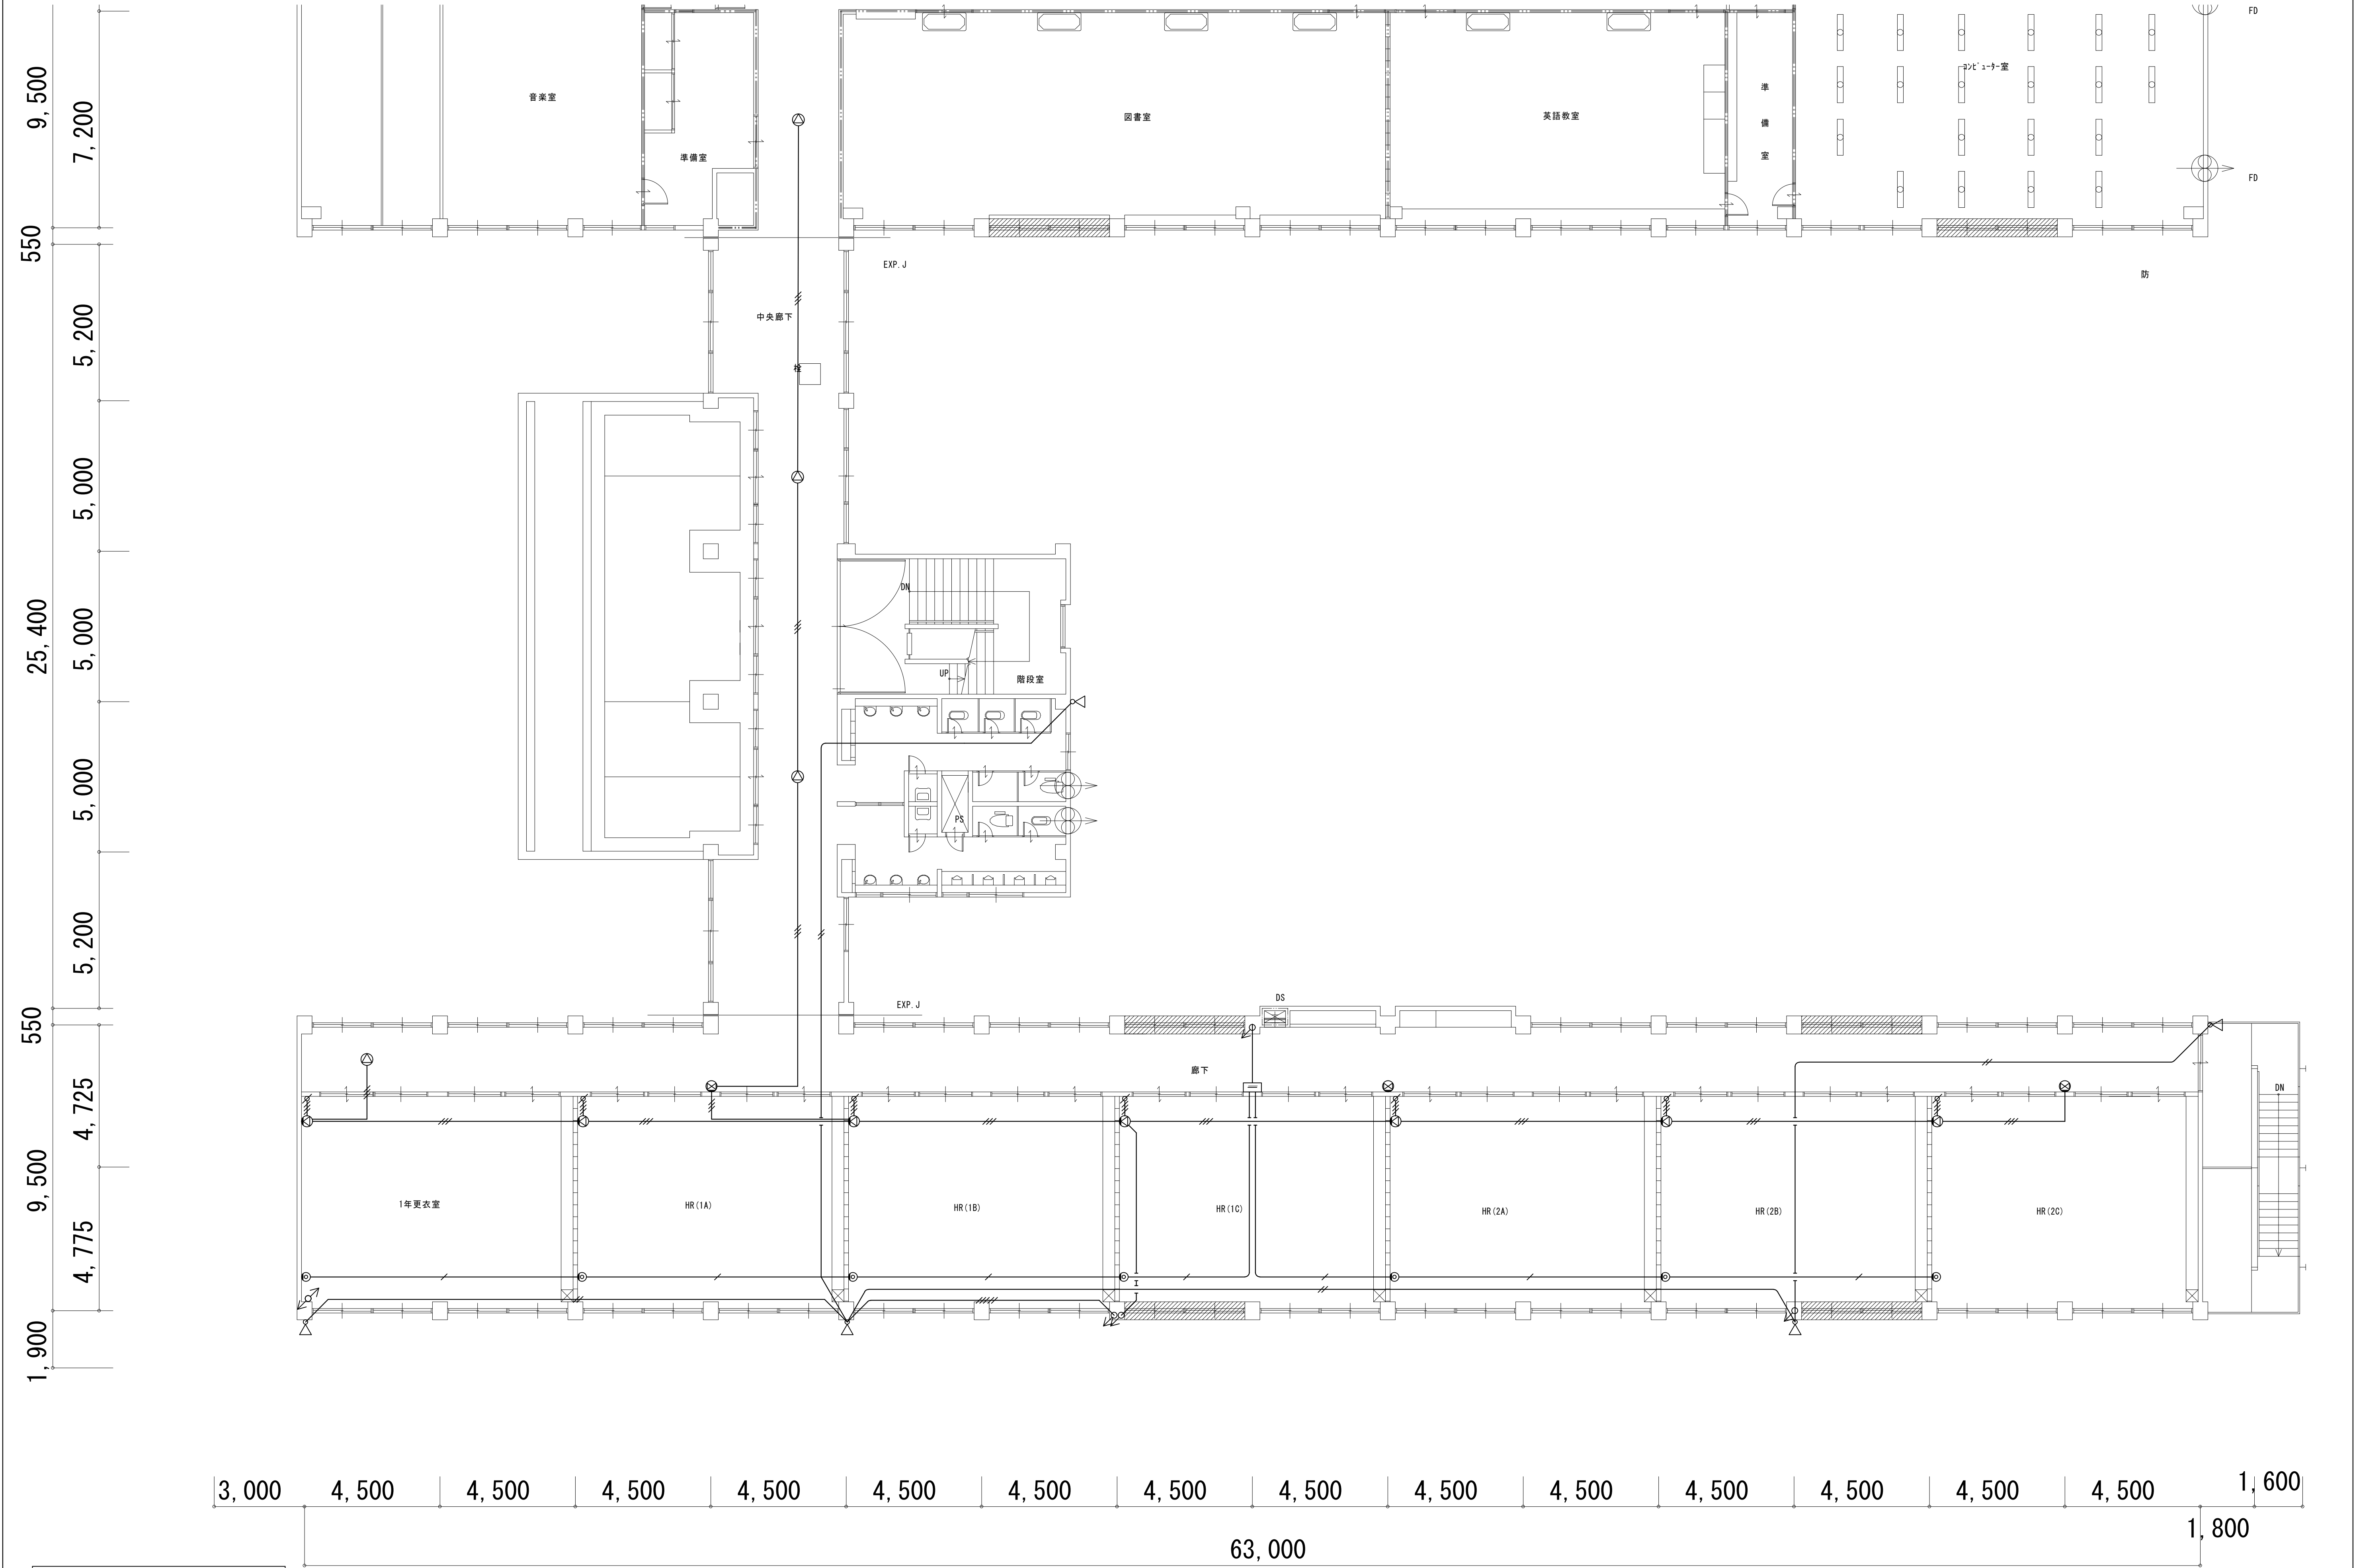 FD
9,500
7,200
音楽室
準備室
図書室
英語教室
準備室
ｺﾝﾋﾟｭｰﾀｰ室
FD
550
EXP.J
防
5,200
中央廊下
栓
5,000
DN
25,400
5,000
UP
階段室
5,000
PS
5,200
550
EXP.J
DS
4,725
廊下
DN
9,500
1年更衣室
HR(1A)
HR(1B)
HR(1C)
HR(2A)
HR(2B)
HR(2C)
4,775
1,900
3,000
4,500
4,500
4,500
4,500
4,500
4,500
4,500
4,500
4,500
4,500
4,500
4,500
4,500
4,500
1,600
1,800
63,000